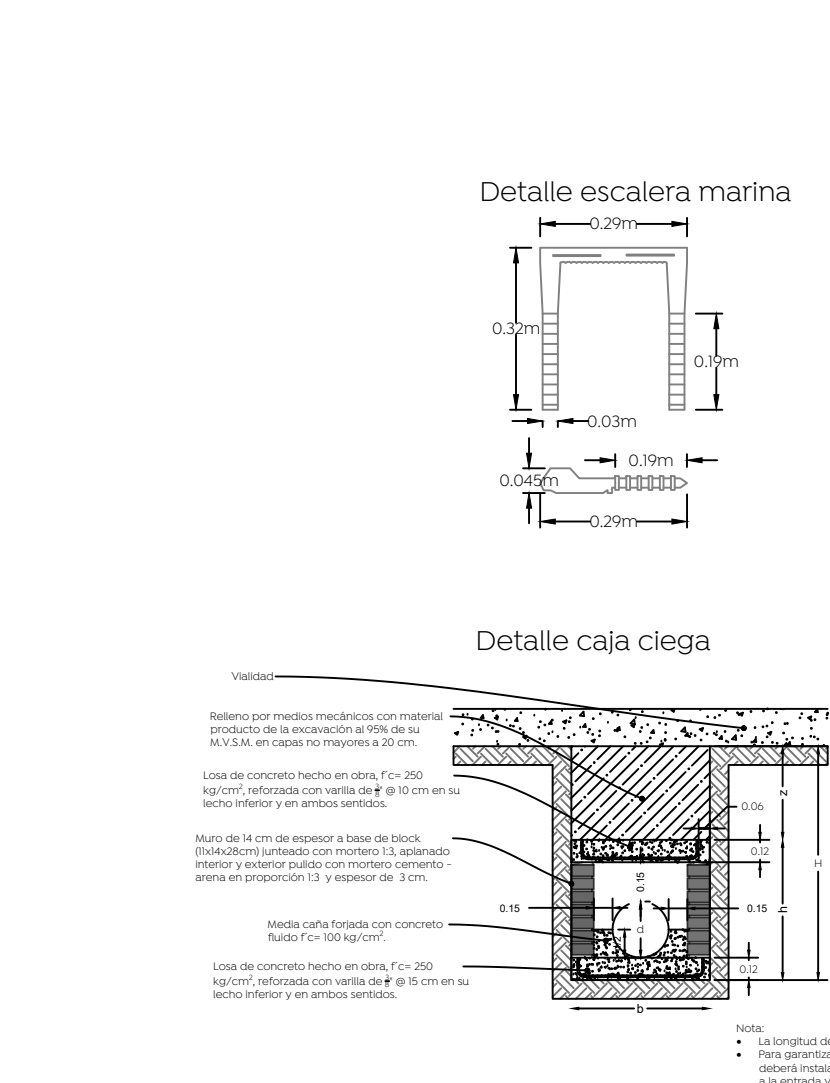 Detalle escalera marina
0.29m
0.32m
0.19m
0.03m
0.19m
0.045m
0.29m
Detalle caja ciega
Vialidad
Relleno por medios mecánicos con material
producto de la excavación al 95% de su
M.V.S.M. en capas no mayores a 20 cm.
Losa de concreto hecho en obra, f´c= 250
kg/cm², reforzada con varilla de @ 10 cm en su
lecho inferior y en ambos sentidos.
Muro de 14 cm de espesor a base de block
(11x14x28cm) junteado con mortero 1:3, aplanado
interior y exterior pulido con mortero cemento -
arena en proporción 1:3 y espesor de 3 cm.
Media caña forjada con concreto
fluido f´c= 100 kg/cm².
Losa de concreto hecho en obra, f´c= 250
kg/cm², reforzada con varilla de @ 15 cm en su
lecho inferior y en ambos sentidos.
z
0.06
0.12
H
0.15
0.15
0.15
h
d
0.12
b
Nota:
• La longitud de
• Para garantiza
deberá instala
a la entrada y